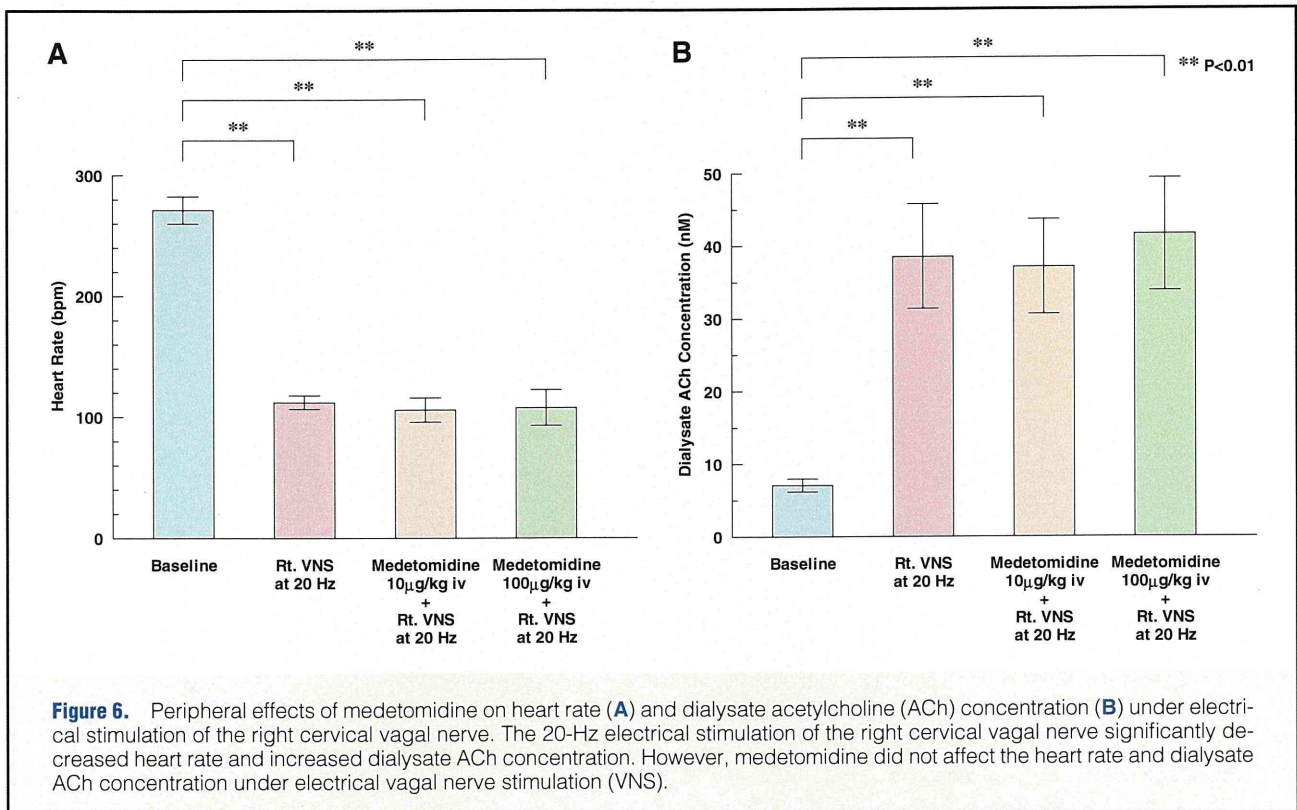 A
**
**
**
300
200
100
0
Heart Rate (bpm)
Baseline
Rt. VNS
at 20 Hz
Medetomidine
10μg/kg iv
+
Rt. VNS
at 20 Hz
Medetomidine
100μg/kg iv
+
Rt. VNS
at 20 Hz
B
** P<0.01
**
**
**
50
40
30
20
10
0
Dialysate ACh Concentration (nM)
Baseline
Rt. VNS
at 20 Hz
Medetomidine
10μg/kg iv
+
Rt. VNS
at 20 Hz
Medetomidine
100μg/kg iv
+
Rt. VNS
at 20 Hz
Figure 6. Peripheral effects of medetomidine on heart rate (A) and dialysate acetylcholine (ACh) concentration (B) under electri-
cal stimulation of the right cervical vagal nerve. The 20-Hz electrical stimulation of the right cervical vagal nerve significantly de-
creased heart rate and increased dialysate ACh concentration. However, medetomidine did not affect the heart rate and dialysate
ACh concentration under electrical vagal nerve stimulation (VNS).